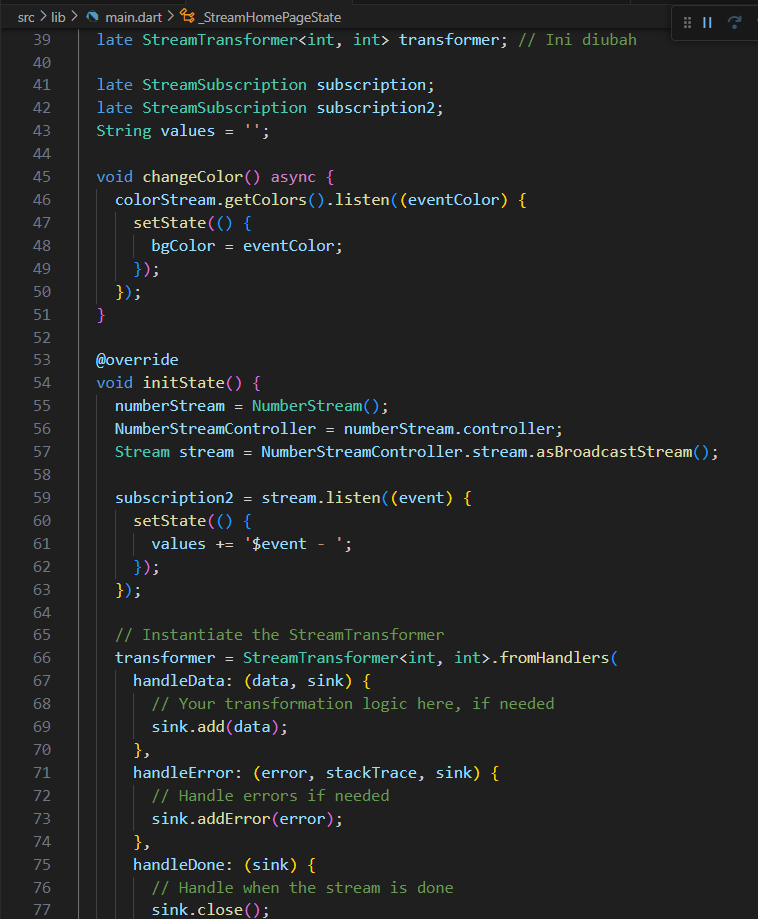 src > lib > main.dart > _StreamHomePageState
39 late StreamTransformer<int, int> transformer; // Ini diubah
40
41 late StreamSubscription subscription;
42 late StreamSubscription subscription2;
43 String values = '';
44
45 void changeColor() async {
46 colorStream.getColors().listen((eventColor) {
47 setState(() {
48 bgColor = eventColor;
49 });
50 });
51 }
52
53 @override
54 void initState() {
55 numberStream = NumberStream();
56 NumberStreamController = numberStream.controller;
57 Stream stream = NumberStreamController.stream.asBroadcastStream();
58
59 subscription2 = stream.listen((event) {
60 setState(() {
61 values += '$event - ';
62 });
63 });
64
65 // Instantiate the StreamTransformer
66 transformer = StreamTransformer<int, int>.fromHandlers(
67 handleData: (data, sink) {
68 // Your transformation logic here, if needed
69 sink.add(data);
70 },
71 handleError: (error, stackTrace, sink) {
72 // Handle errors if needed
73 sink.addError(error);
74 },
75 handleDone: (sink) {
76 // Handle when the stream is done
77 sink.close();